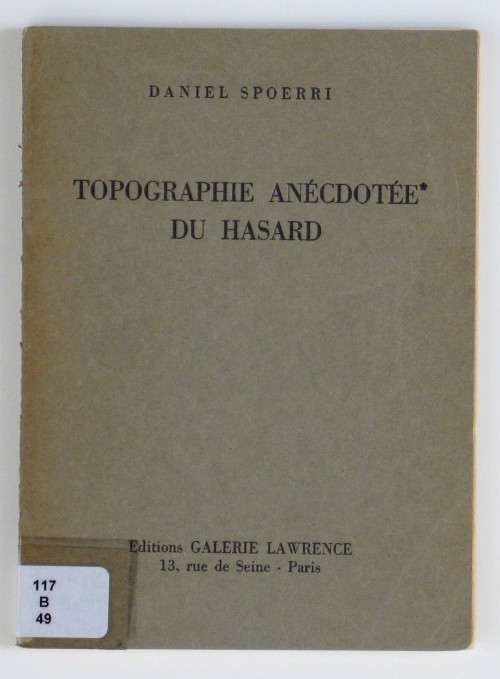 DANIEL SPOERRI
TOPOGRAPHIE ANÉCDOTÉE*
DU HASARD
Editions GALERIE LAWRENCE
13, rue de Seine - Paris
117
B
49